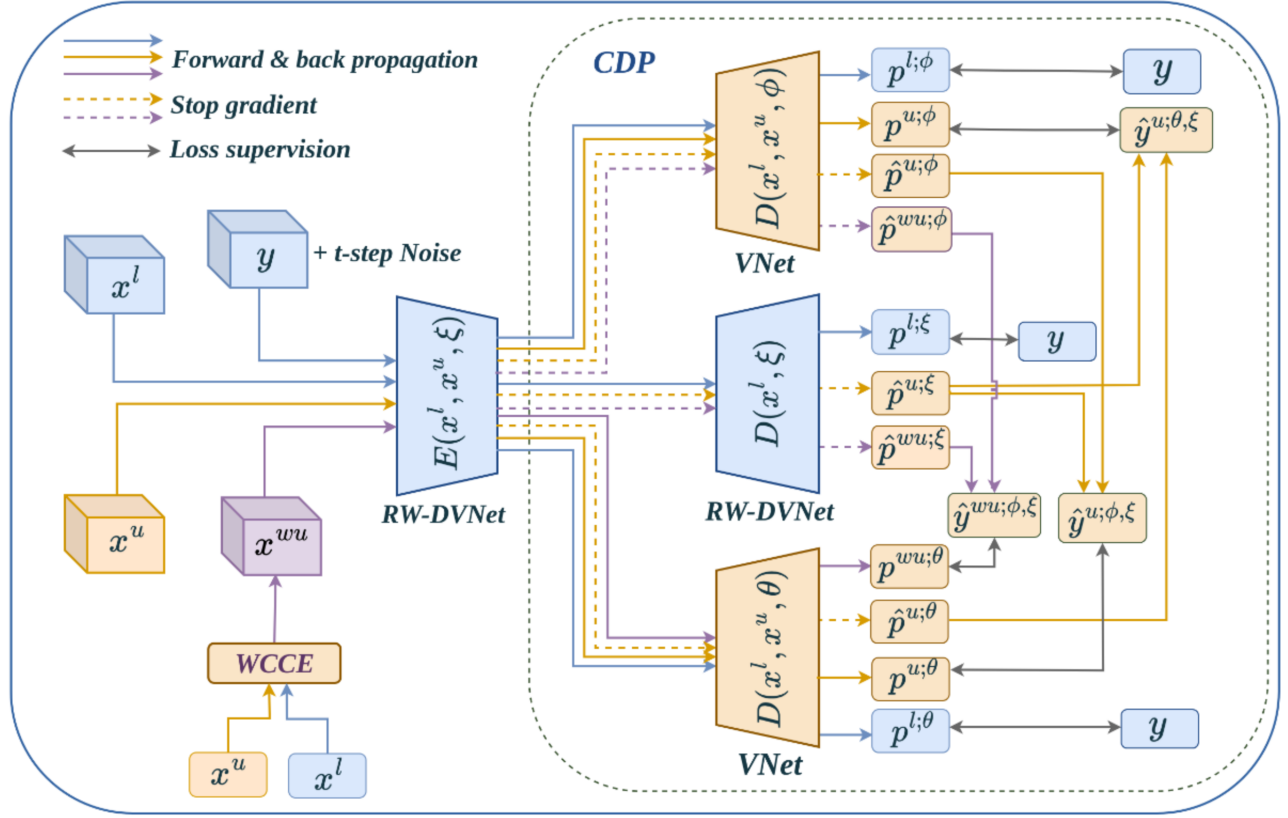 Forward & back propagation
Stop gradient
Loss supervision
CDP
x^l
y + t-step Noise
x^u
x^{wu}
WCCE
x^u
x^l
E(x^l, x^u, ξ)
RW-DVNet
D(x^l, x^u, ϕ)
VNet
p^{l;ϕ}
y
p^{u;ϕ}
ŷ^{u;θ,ξ}
p̂^{u;ϕ}
p̂^{wu;ϕ}
D(x^l, ξ)
RW-DVNet
p^{l;ξ}
y
p̂^{u;ξ}
p̂^{wu;ξ}
ŷ^{wu;ϕ,ξ}
ŷ^{u;ϕ,ξ}
D(x^l, x^u, θ)
VNet
p^{wu;θ}
p̂^{u;θ}
p^{u;θ}
p^{l;θ}
y